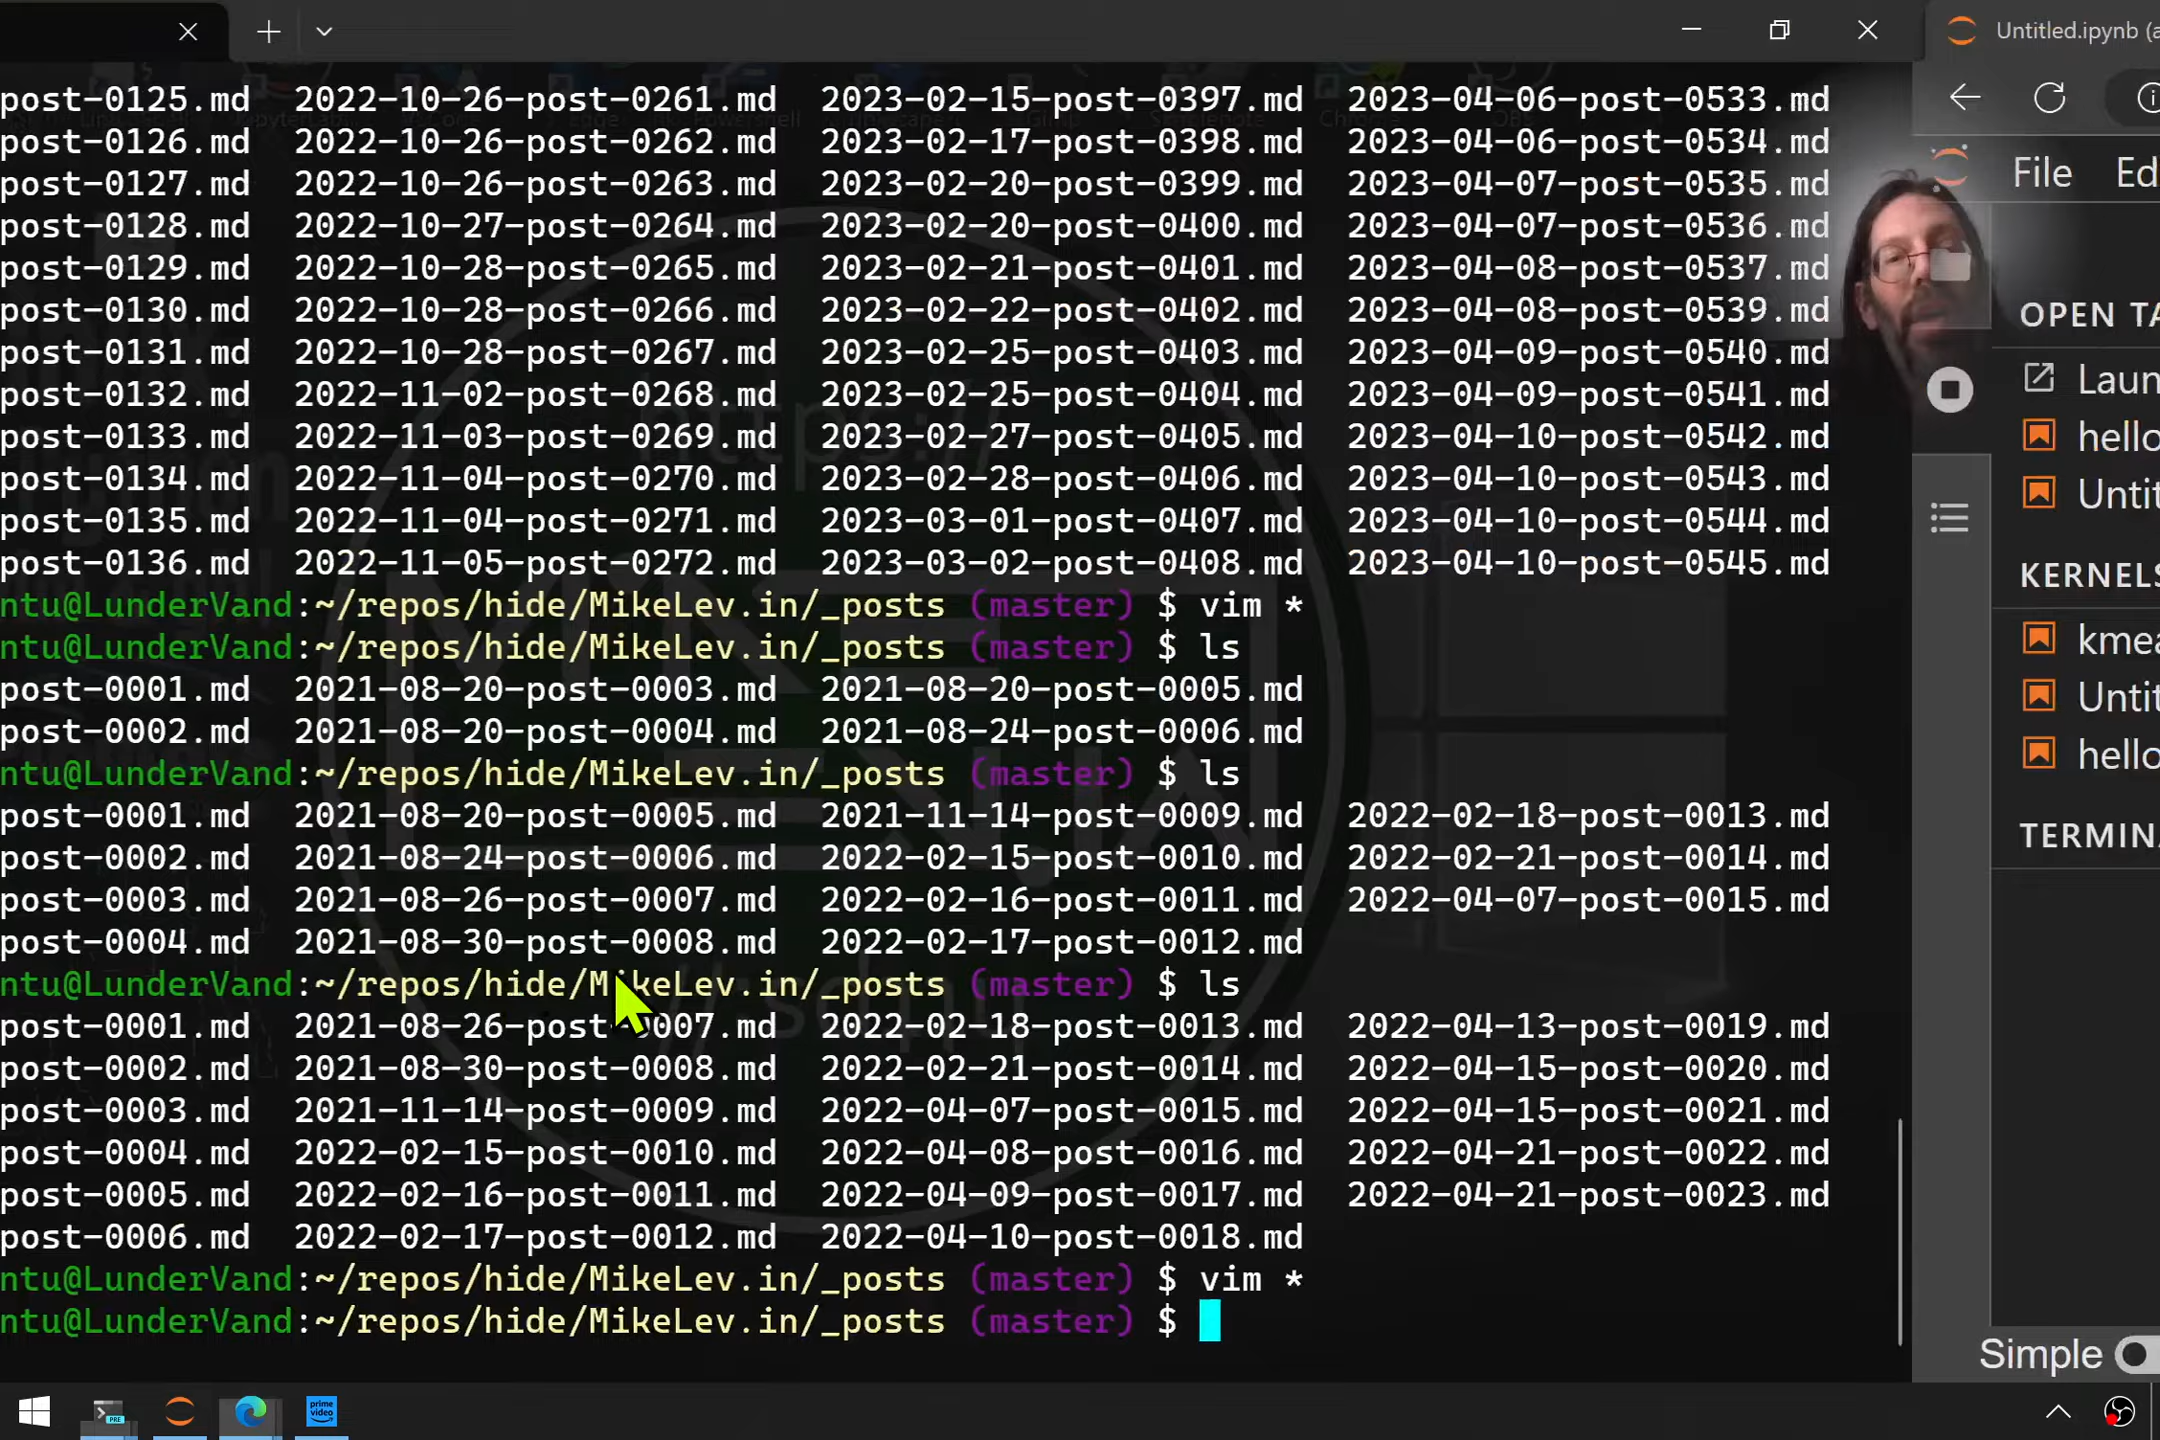 Untitled.ipynb (a
post-0125.md 2022-10-26-post-0261.md 2023-02-15-post-0397.md 2023-04-06-post-0533.md
post-0126.md 2022-10-26-post-0262.md 2023-02-17-post-0398.md 2023-04-06-post-0534.md
post-0127.md 2022-10-26-post-0263.md 2023-02-20-post-0399.md 2023-04-07-post-0535.md
post-0128.md 2022-10-27-post-0264.md 2023-02-20-post-0400.md 2023-04-07-post-0536.md
post-0129.md 2022-10-28-post-0265.md 2023-02-21-post-0401.md 2023-04-08-post-0537.md
post-0130.md 2022-10-28-post-0266.md 2023-02-22-post-0402.md 2023-04-08-post-0539.md
post-0131.md 2022-10-28-post-0267.md 2023-02-25-post-0403.md 2023-04-09-post-0540.md
post-0132.md 2022-11-02-post-0268.md 2023-02-25-post-0404.md 2023-04-09-post-0541.md
post-0133.md 2022-11-03-post-0269.md 2023-02-27-post-0405.md 2023-04-10-post-0542.md
post-0134.md 2022-11-04-post-0270.md 2023-02-28-post-0406.md 2023-04-10-post-0543.md
post-0135.md 2022-11-04-post-0271.md 2023-03-01-post-0407.md 2023-04-10-post-0544.md
post-0136.md 2022-11-05-post-0272.md 2023-03-02-post-0408.md 2023-04-10-post-0545.md
ntu@LunderVand:~/repos/hide/MikeLev.in/_posts (master) $ vim *
ntu@LunderVand:~/repos/hide/MikeLev.in/_posts (master) $ ls
post-0001.md 2021-08-20-post-0003.md 2021-08-20-post-0005.md
post-0002.md 2021-08-20-post-0004.md 2021-08-24-post-0006.md
ntu@LunderVand:~/repos/hide/MikeLev.in/_posts (master) $ ls
post-0001.md 2021-08-20-post-0005.md 2021-11-14-post-0009.md 2022-02-18-post-0013.md
post-0002.md 2021-08-24-post-0006.md 2022-02-15-post-0010.md 2022-02-21-post-0014.md
post-0003.md 2021-08-26-post-0007.md 2022-02-16-post-0011.md 2022-04-07-post-0015.md
post-0004.md 2021-08-30-post-0008.md 2022-02-17-post-0012.md
ntu@LunderVand:~/repos/hide/MikeLev.in/_posts (master) $ ls
post-0001.md 2021-08-26-post-0007.md 2022-02-18-post-0013.md 2022-04-13-post-0019.md
post-0002.md 2021-08-30-post-0008.md 2022-02-21-post-0014.md 2022-04-15-post-0020.md
post-0003.md 2021-11-14-post-0009.md 2022-04-07-post-0015.md 2022-04-15-post-0021.md
post-0004.md 2022-02-15-post-0010.md 2022-04-08-post-0016.md 2022-04-21-post-0022.md
post-0005.md 2022-02-16-post-0011.md 2022-04-09-post-0017.md 2022-04-21-post-0023.md
post-0006.md 2022-02-17-post-0012.md 2022-04-10-post-0018.md
ntu@LunderVand:~/repos/hide/MikeLev.in/_posts (master) $ vim *
ntu@LunderVand:~/repos/hide/MikeLev.in/_posts (master) $
File Ed
OPEN TA
Laun
hello
Untit
KERNELS
kmea
Untit
hello
TERMINA
Simple
PRE
prime video
https://